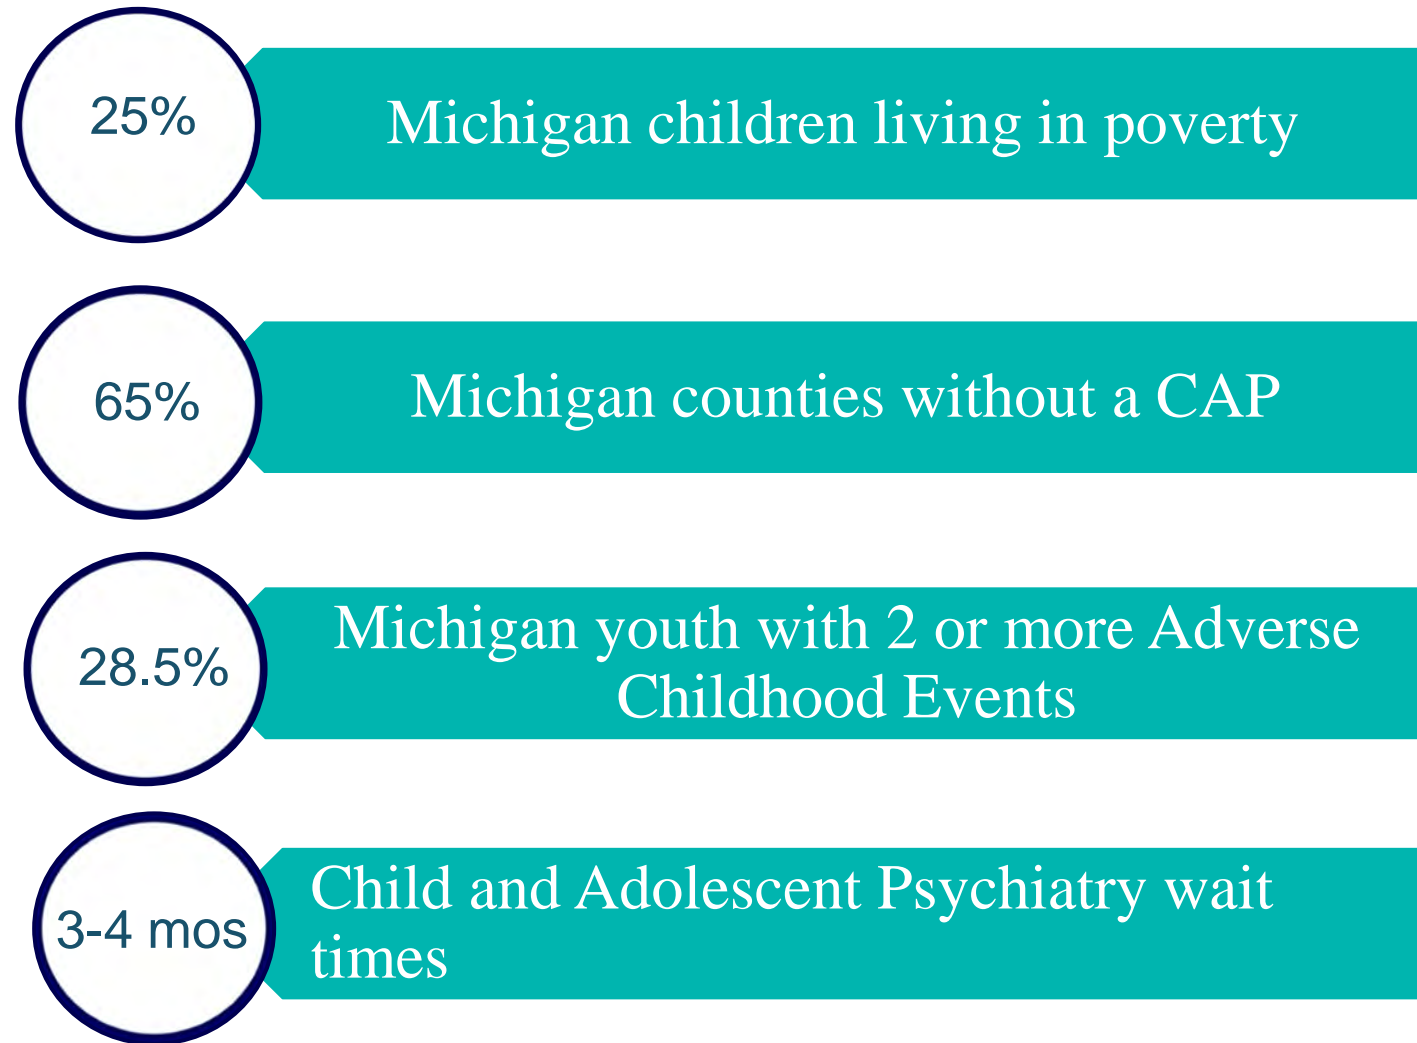 25%
Michigan children living in poverty
65%
Michigan counties without a CAP
28.5%
Michigan youth with 2 or more Adverse
Childhood Events
3-4 mos
Child and Adolescent Psychiatry wait
times